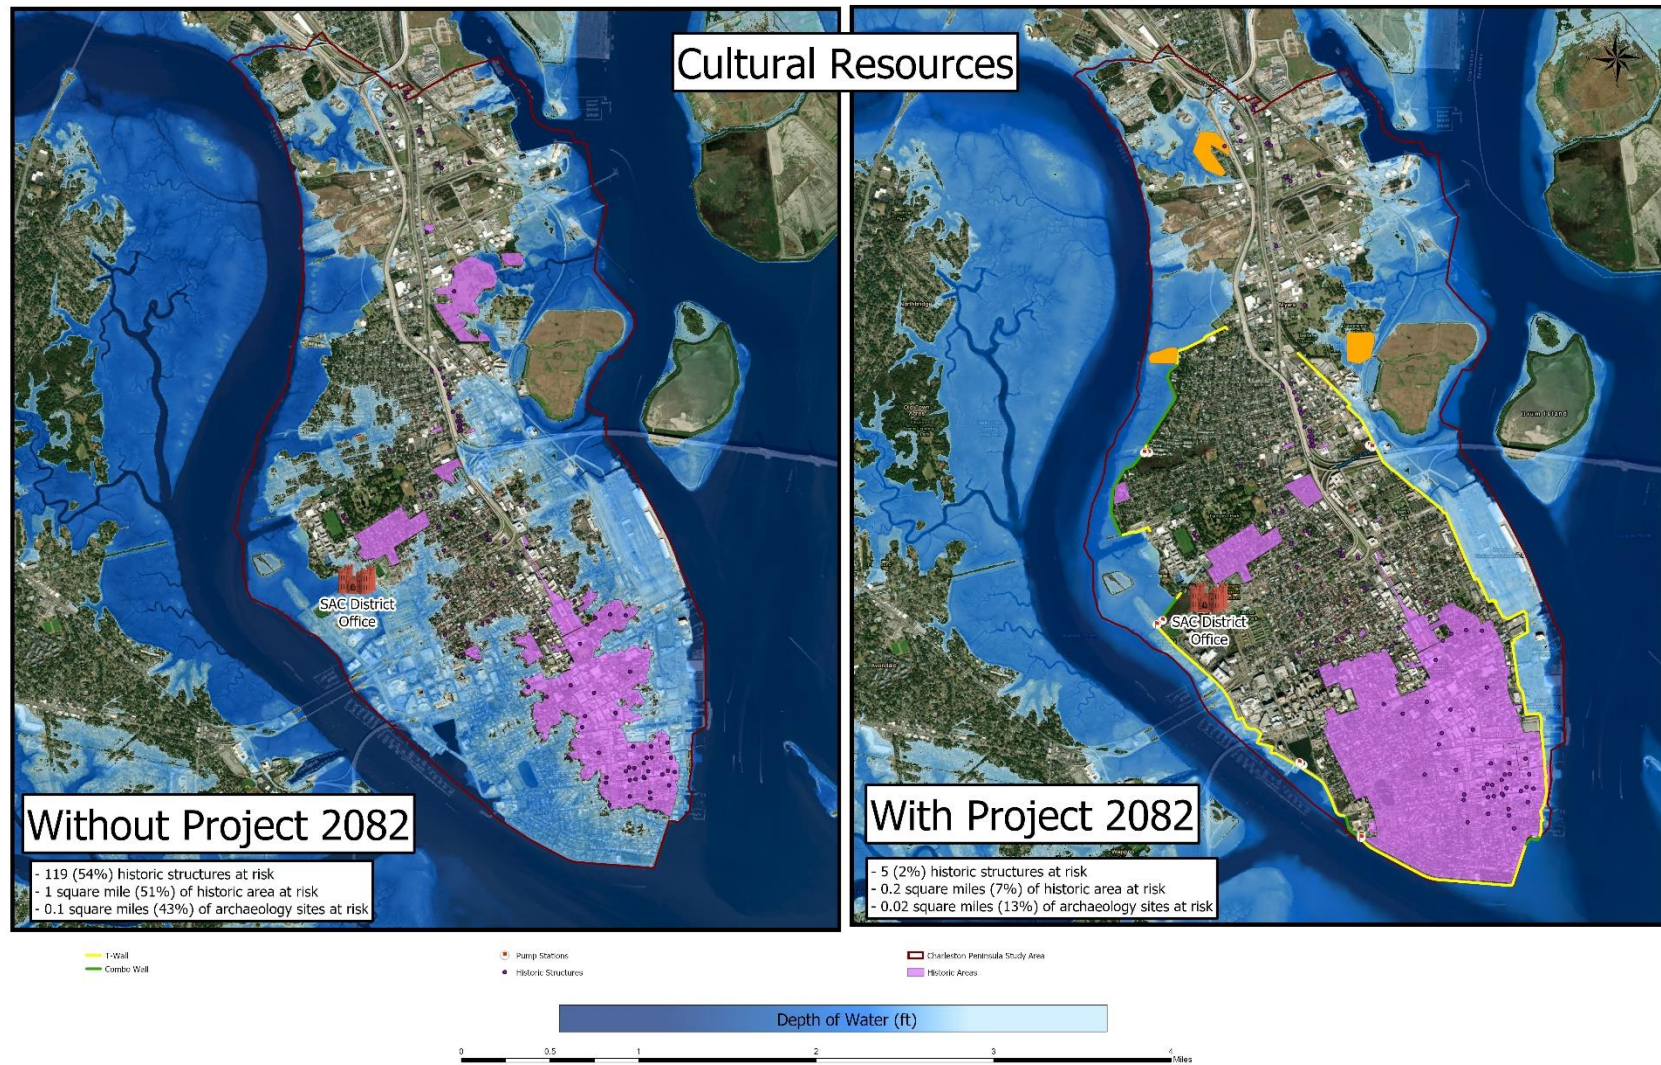 Cultural Resources
SAC District
Office
Without Project 2082
- 119 (54%) historic structures at risk
- 1 square mile (51%) of historic area at risk
- 0.1 square miles (43%) of archaeology sites at risk
Drum Island
SAC District
Office
With Project 2082
- 5 (2%) historic structures at risk
- 0.2 square miles (7%) of historic area at risk
- 0.02 square miles (13%) of archaeology sites at risk
T-Wall
Combo Wall
Pump Stations
Historic Structures
Charleston Peninsula Study Area
Historic Areas
Depth of Water (ft)
0 0.5 1 2 3 4
Miles